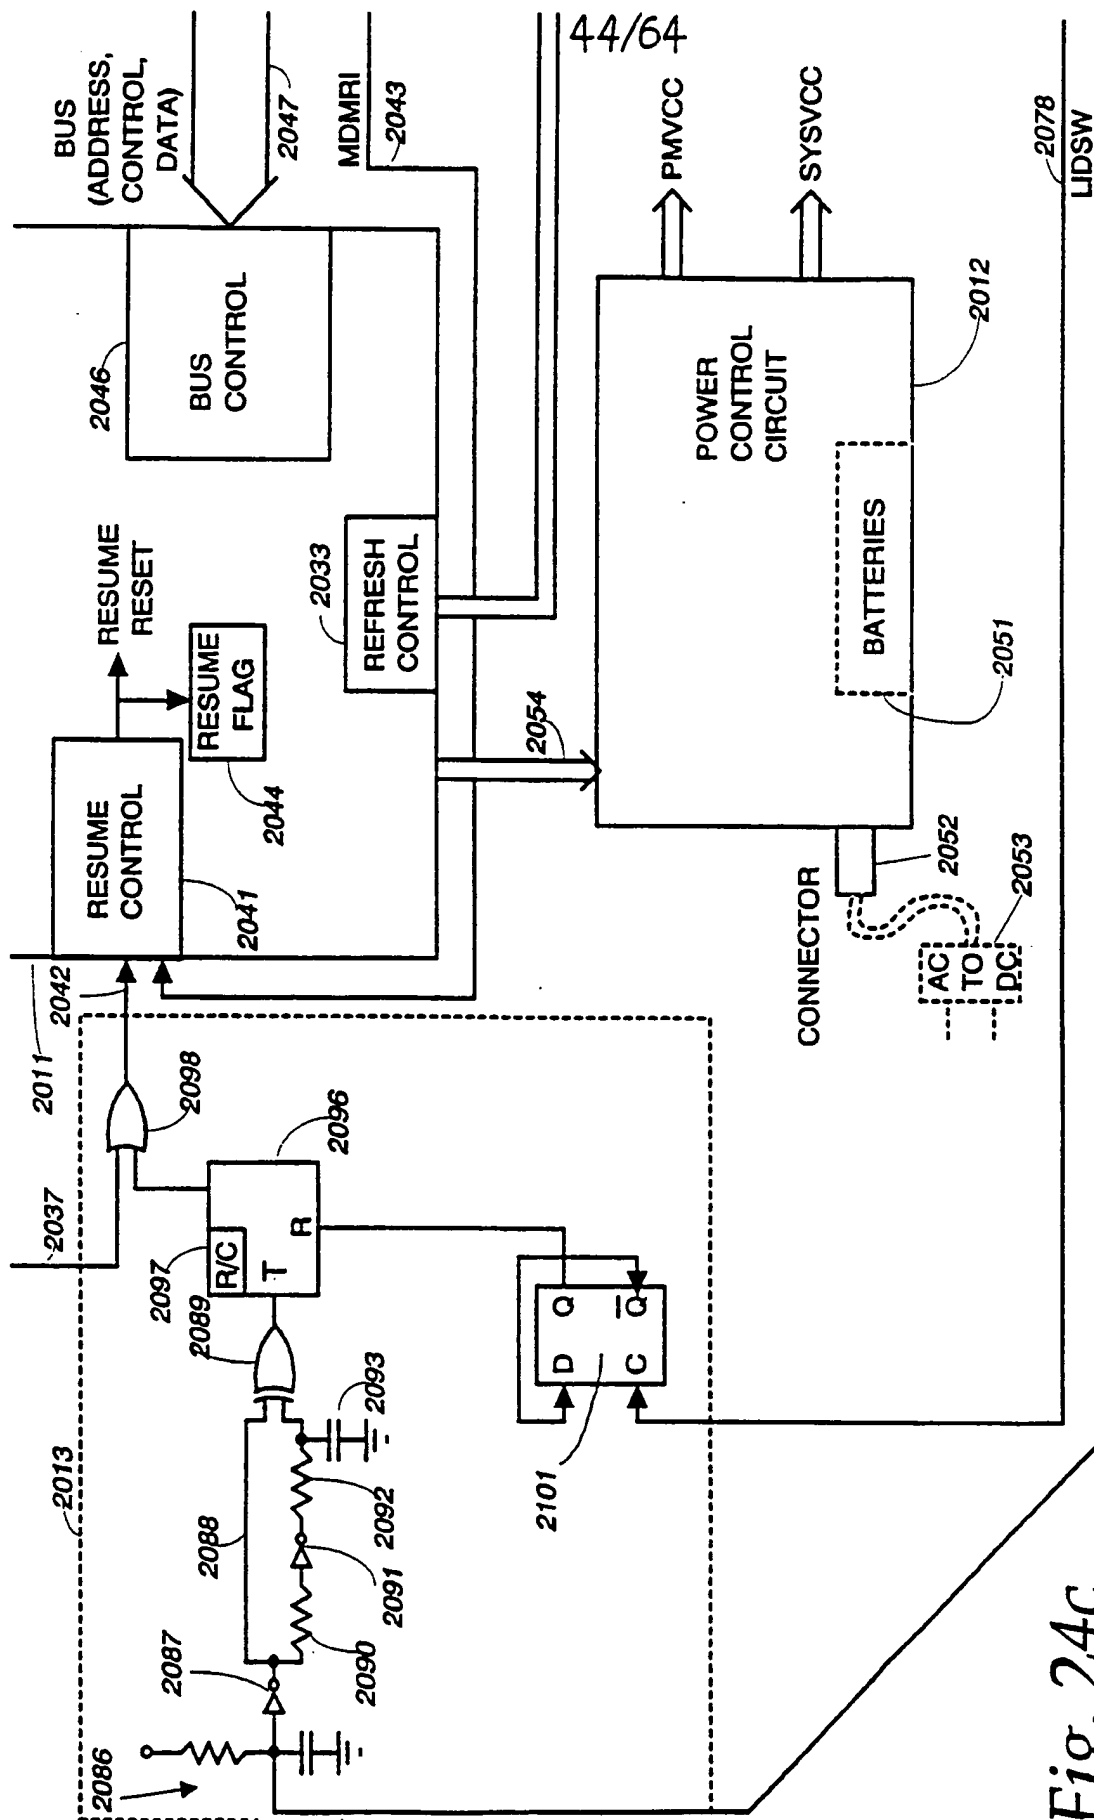 44/64
BUS
(ADDRESS,
CONTROL,
DATA)
2047
MDMRI
2043
2046
BUS
CONTROL
RESUME
RESET
RESUME
FLAG
2044
RESUME
CONTROL
2041
2033
REFRESH
CONTROL
2054
PMVCC
SYSVCC
POWER
CONTROL
CIRCUIT
2012
BATTERIES
2051
CONNECTOR
2052
AC
TO
DC
2053
2078
LIDSW
2011
2042
2037
2098
2096
2097
R/C
T
R
2089
2093
2013
2088
2092
2091
2090
2087
2086
D
Q
C
Q
2101
Fig. 24c